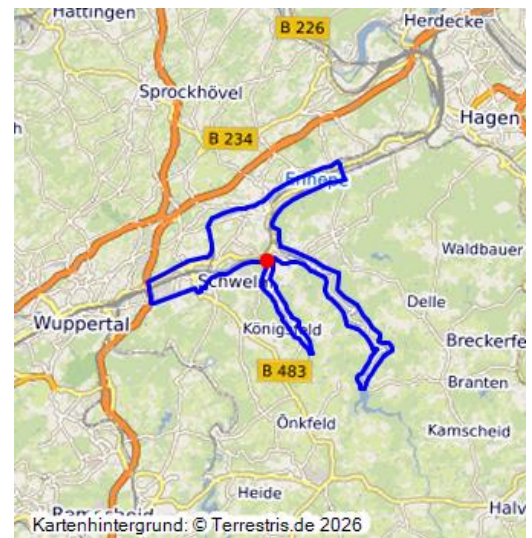 Hattingen
Herdecke
B 226
Sprockhövel
Hagen
B 234
Ennepe
Waldbauer
Schwelm
Delle
Wuppertal
Königsfeld
Breckerfe
B 483
Branten
Önkfeld
Kamscheid
Heide
Halv
Kartenhintergrund: © Terrestris.de 2026